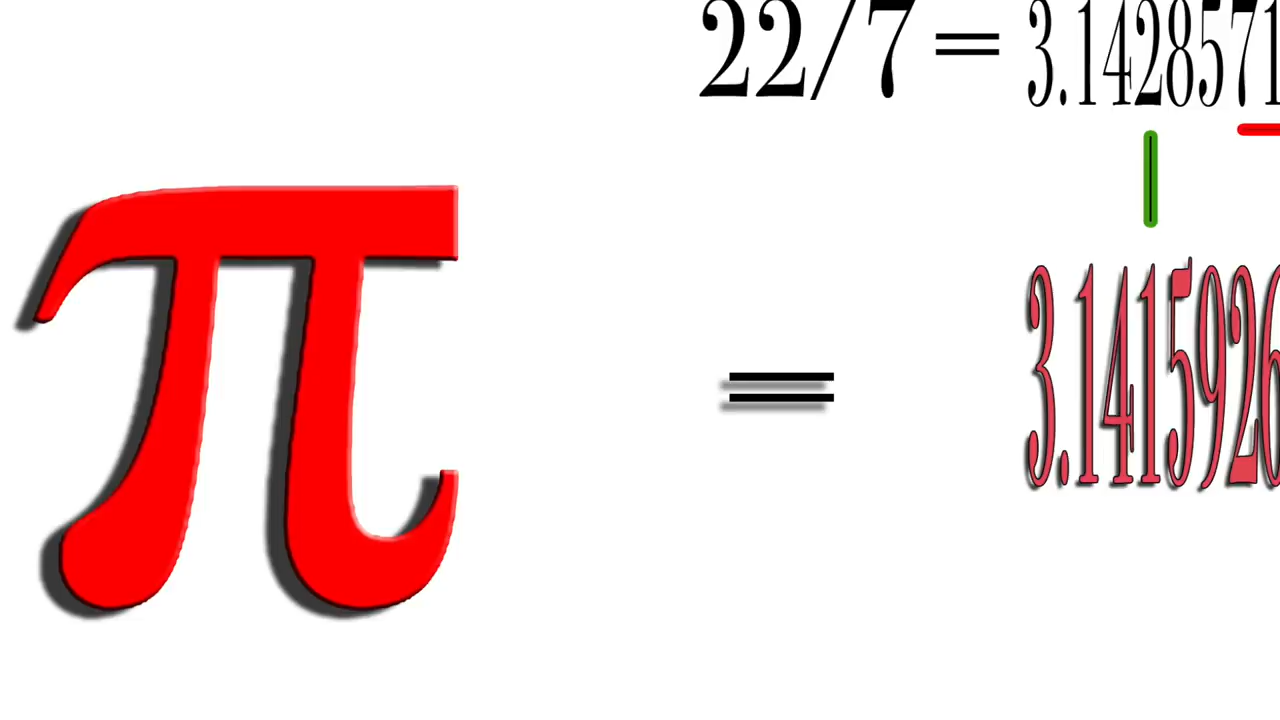 22/7 = 3.1428571
π = 3.1415926